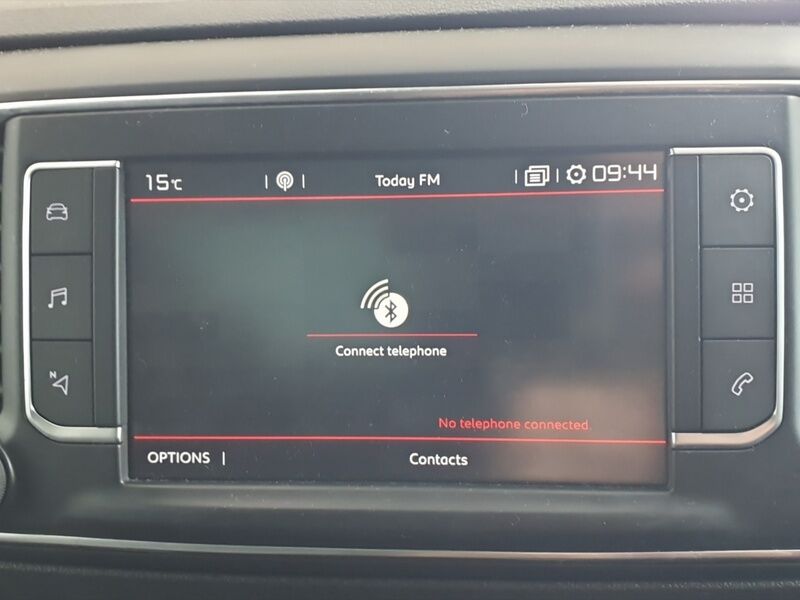 15°C Today FM 09:44
Connect telephone
No telephone connected.
OPTIONS Contacts
N